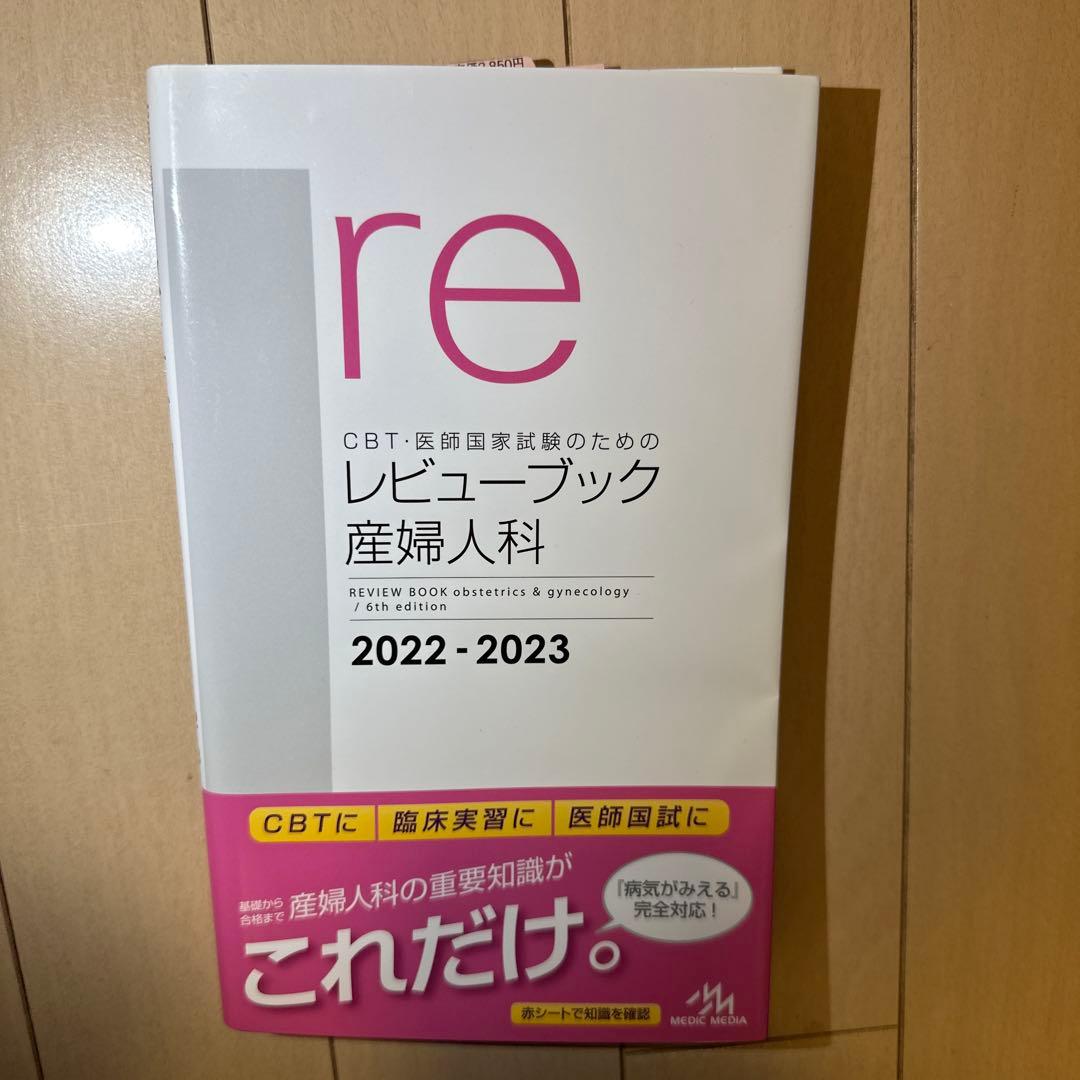 850円
re
CBT・医師国家試験のための
レビューブック
産婦人科
REVIEW BOOK obstetrics & gynecology
/ 6th edition
2022-2023
CBTに 臨床実習に 医師国試に
基礎から
合格まで
産婦人科の重要知識が
これだけ。
『病気がみえる』
完全対応！
赤シートで知識を確認
MEDIC MEDIA